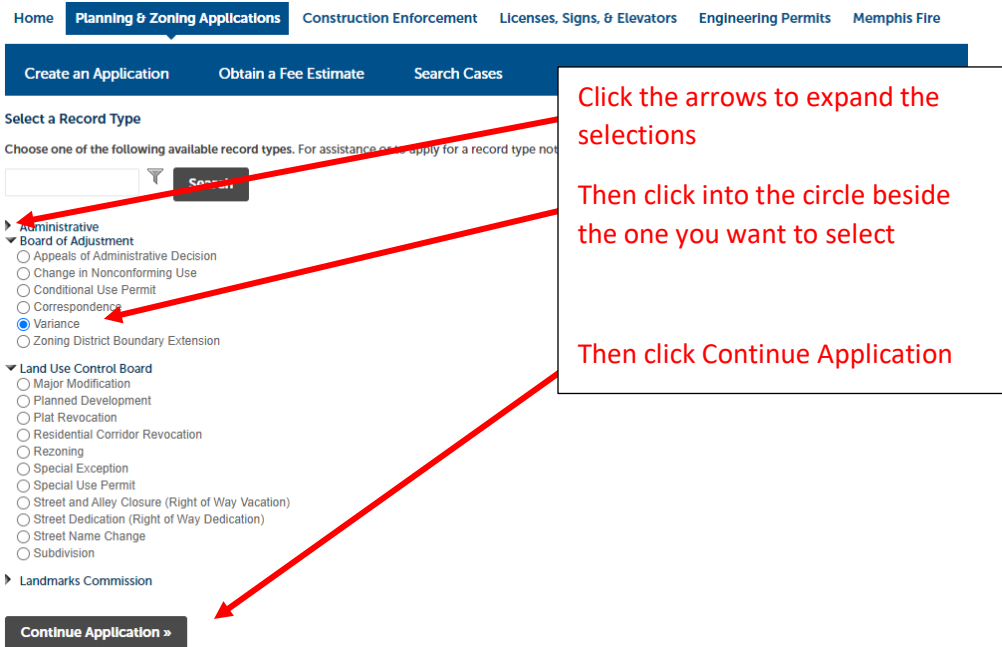 Home Planning & Zoning Applications Construction Enforcement Licenses, Signs, & Elevators Engineering Permits Memphis Fire
Create an Application Obtain a Fee Estimate Search Cases
Select a Record Type
Choose one of the following available record types. For assistance or to apply for a record type not
Search
Administrative
Board of Adjustment
Appeals of Administrative Decision
Change in Nonconforming Use
Conditional Use Permit
Correspondence
Variance
Zoning District Boundary Extension
Land Use Control Board
Major Modification
Planned Development
Plat Revocation
Residential Corridor Revocation
Rezoning
Special Exception
Special Use Permit
Street and Alley Closure (Right of Way Vacation)
Street Dedication (Right of Way Dedication)
Street Name Change
Subdivision
Landmarks Commission
Continue Application »
Click the arrows to expand the
selections
Then click into the circle beside
the one you want to select
Then click Continue Application